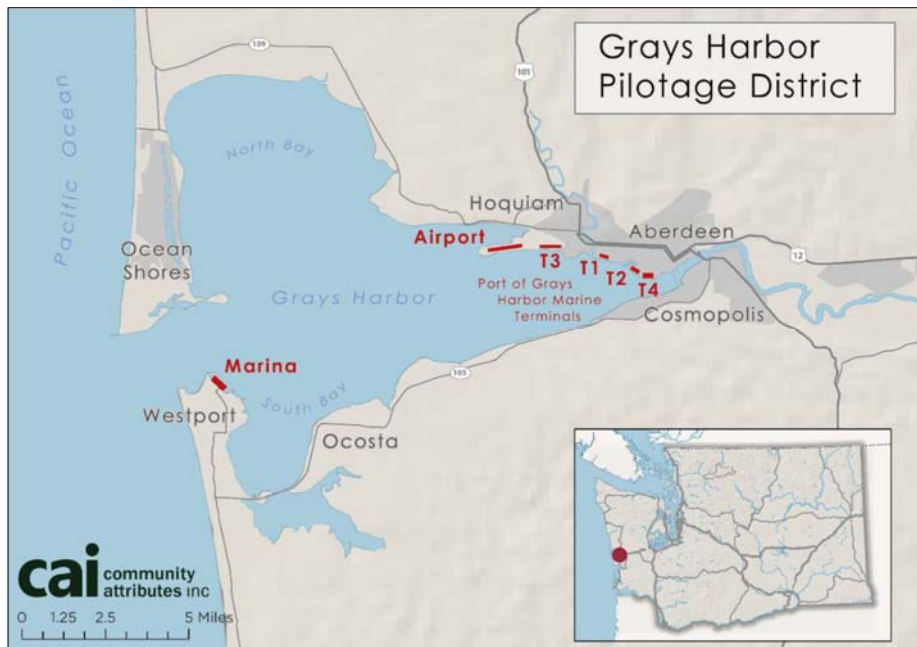 Grays Harbor
Pilotage District
109
101
North Bay
Pacific Ocean
Hoquiam
Aberdeen
Airport
T3
T1
T2
T4
12
Ocean
Shores
Grays Harbor
Port of Grays
Harbor Marine
Terminals
Cosmopolis
Marina
105
South Bay
Westport
Ocosta
cai community
attributes inc
0 1.25 2.5 5 Miles